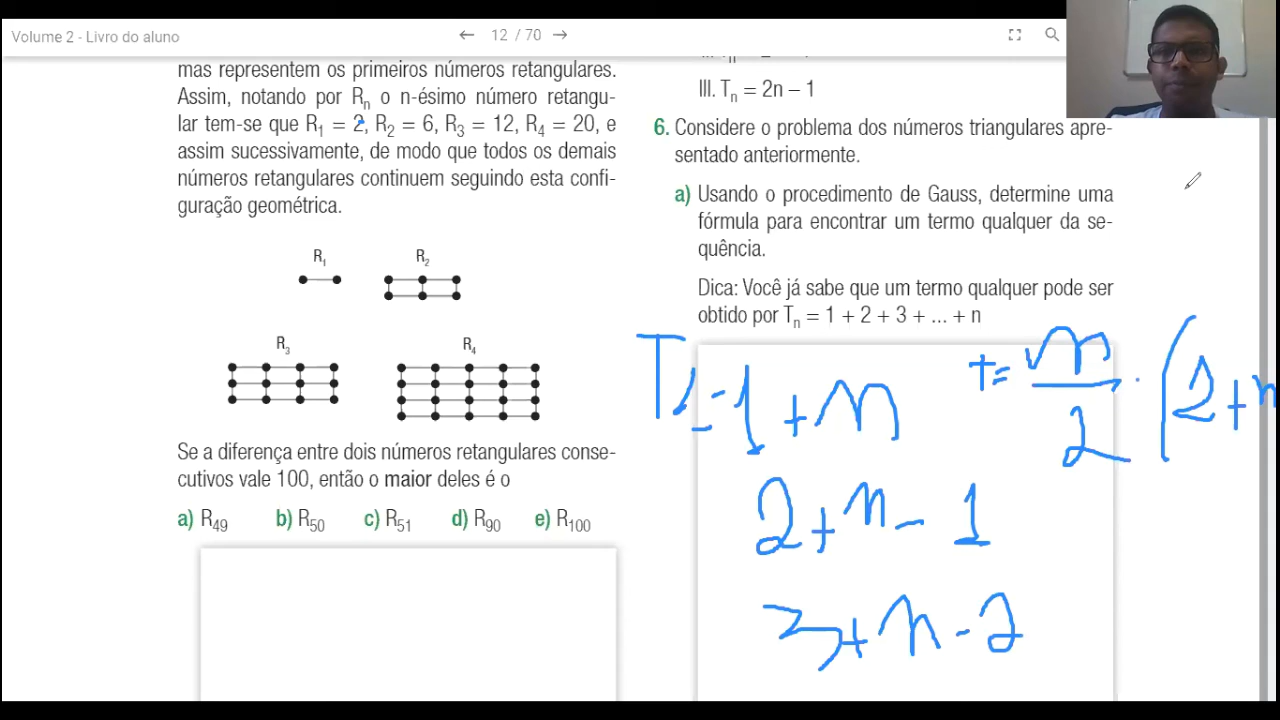 Volume 2 - Livro do aluno
← 12 / 70 →
mas representem os primeiros números retangulares.
Assim, notando por Rn o n-ésimo número retangu-
lar tem-se que R1 = 2, R2 = 6, R3 = 12, R4 = 20, e
assim sucessivamente, de modo que todos os demais
números retangulares continuem seguindo esta confi-
guração geométrica.
R1 R2
R3 R4
Se a diferença entre dois números retangulares conse-
cutivos vale 100, então o maior deles é o
a) R49 b) R50 c) R51 d) R90 e) R100
III. Tn = 2n – 1
6. Considere o problema dos números triangulares apre-
sentado anteriormente.
a) Usando o procedimento de Gauss, determine uma
fórmula para encontrar um termo qualquer da se-
quência.
Dica: Você já sabe que um termo qualquer pode ser
obtido por Tn = 1 + 2 + 3 + ... + n
1 + n
2 + n - 1
3 + n - 2
t = n/2 · (2 +